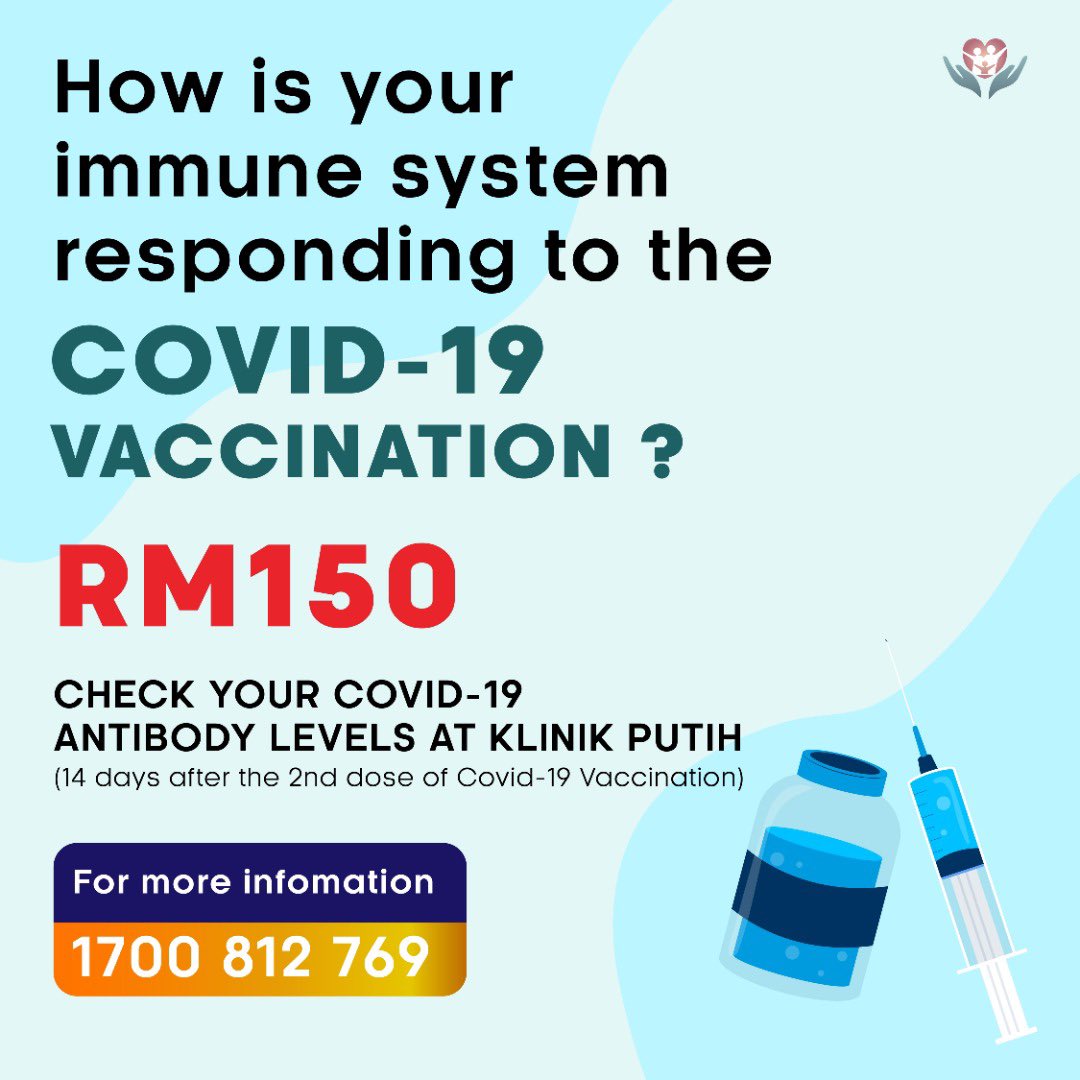 How is your
immune system
responding to the
COVID-19
VACCINATION ?
RM150
CHECK YOUR COVID-19
ANTIBODY LEVELS AT KLINIK PUTIH
(14 days after the 2nd dose of Covid-19 Vaccination)
For more infomation
1700 812 769